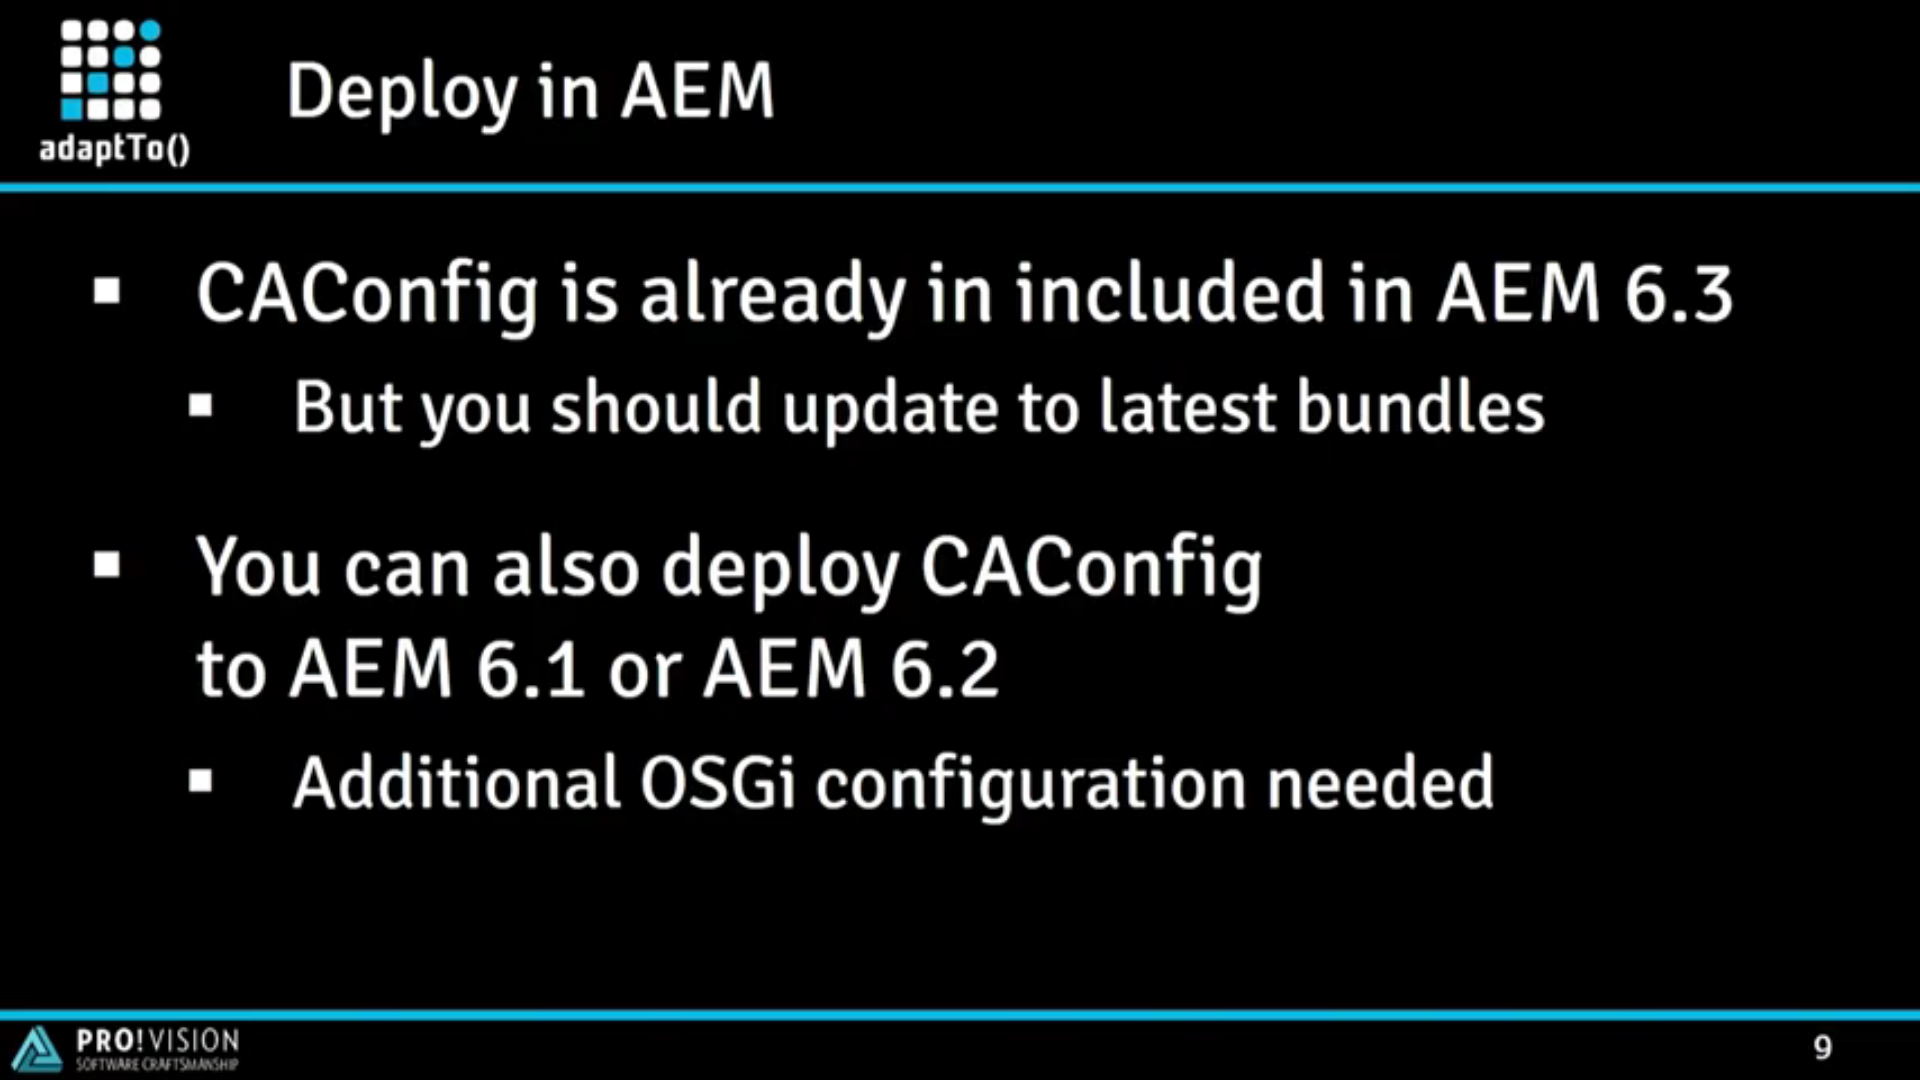 adaptTo()
Deploy in AEM
CAConfig is already in included in AEM 6.3
But you should update to latest bundles
You can also deploy CAConfig
to AEM 6.1 or AEM 6.2
Additional OSGi configuration needed
PRO!VISION
SOFTWARE CRAFTSMANSHIP
9